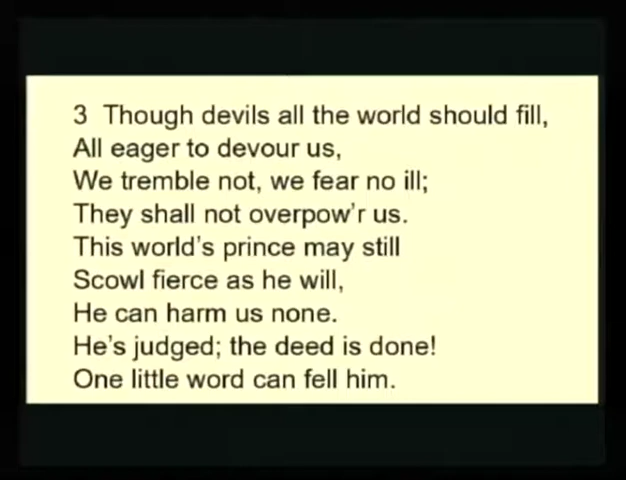 3 Though devils all the world should fill,
All eager to devour us,
We tremble not, we fear no ill;
They shall not overpow'r us.
This world's prince may still
Scowl fierce as he will,
He can harm us none.
He's judged; the deed is done!
One little word can fell him.